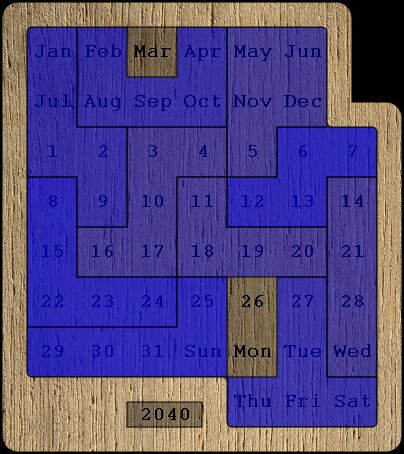 Jan Feb Mar Apr May Jun
Jul Aug Sep Oct Nov Dec
1 2 3 4 5 6 7
8 9 10 11 12 13 14
15 16 17 18 19 20 21
22 23 24 25 26 27 28
29 30 31 Sun Mon Tue Wed
Thu Fri Sat
2040